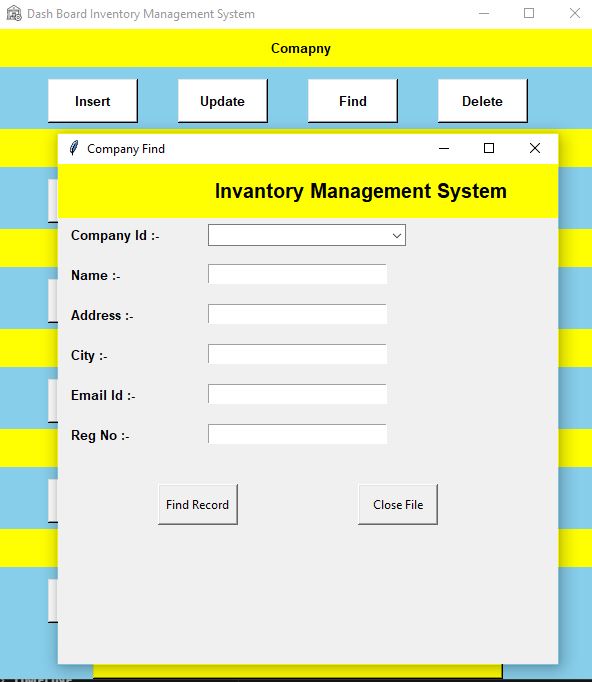 Dash Board Inventory Management System
Comapny
Insert Update Find Delete
Company Find
Invantory Management System
Company Id :-
Name :-
Address :-
City :-
Email Id :-
Reg No :-
Find Record Close File